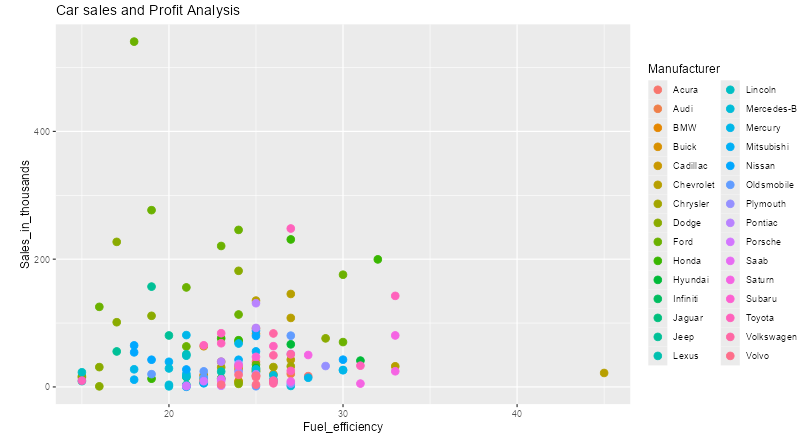 Car sales and Profit Analysis
Sales_in_thousands
400
200
0
20
30
40
Fuel_efficiency
Manufacturer
Acura
Audi
BMW
Buick
Cadillac
Chevrolet
Chrysler
Dodge
Ford
Honda
Hyundai
Infiniti
Jaguar
Jeep
Lexus
Lincoln
Mercedes-B
Mercury
Mitsubishi
Nissan
Oldsmobile
Plymouth
Pontiac
Porsche
Saab
Saturn
Subaru
Toyota
Volkswagen
Volvo